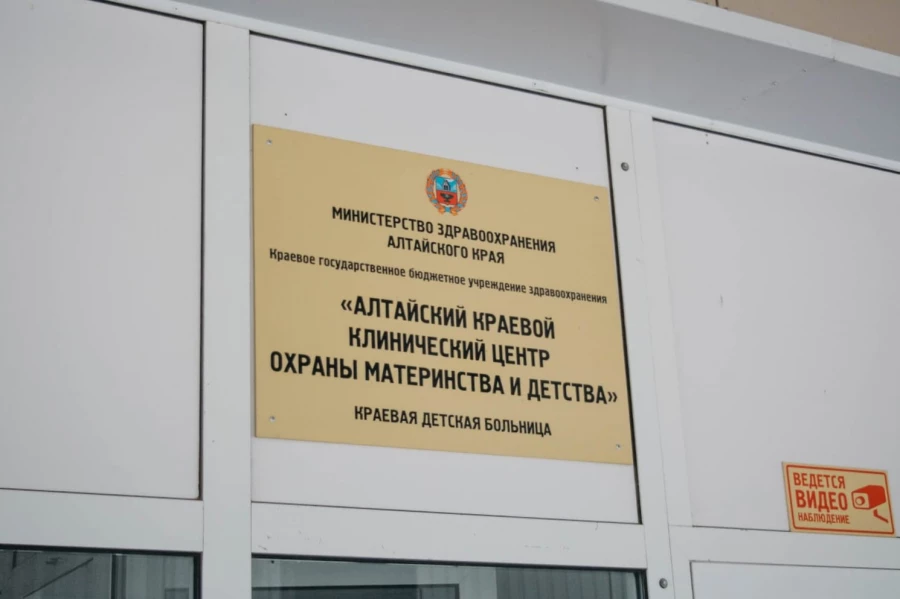 МИНИСТЕРСТВО ЗДРАВООХРАНЕНИЯ
АЛТАЙСКОГО КРАЯ
Краевое государственное бюджетное учреждение здравоохранения
«АЛТАЙСКИЙ КРАЕВОЙ
КЛИНИЧЕСКИЙ ЦЕНТР
ОХРАНЫ МАТЕРИНСТВА И ДЕТСТВА»
КРАЕВАЯ ДЕТСКАЯ БОЛЬНИЦА
ВЕДЕТСЯ
ВИДЕО
НАБЛЮДЕНИЕ